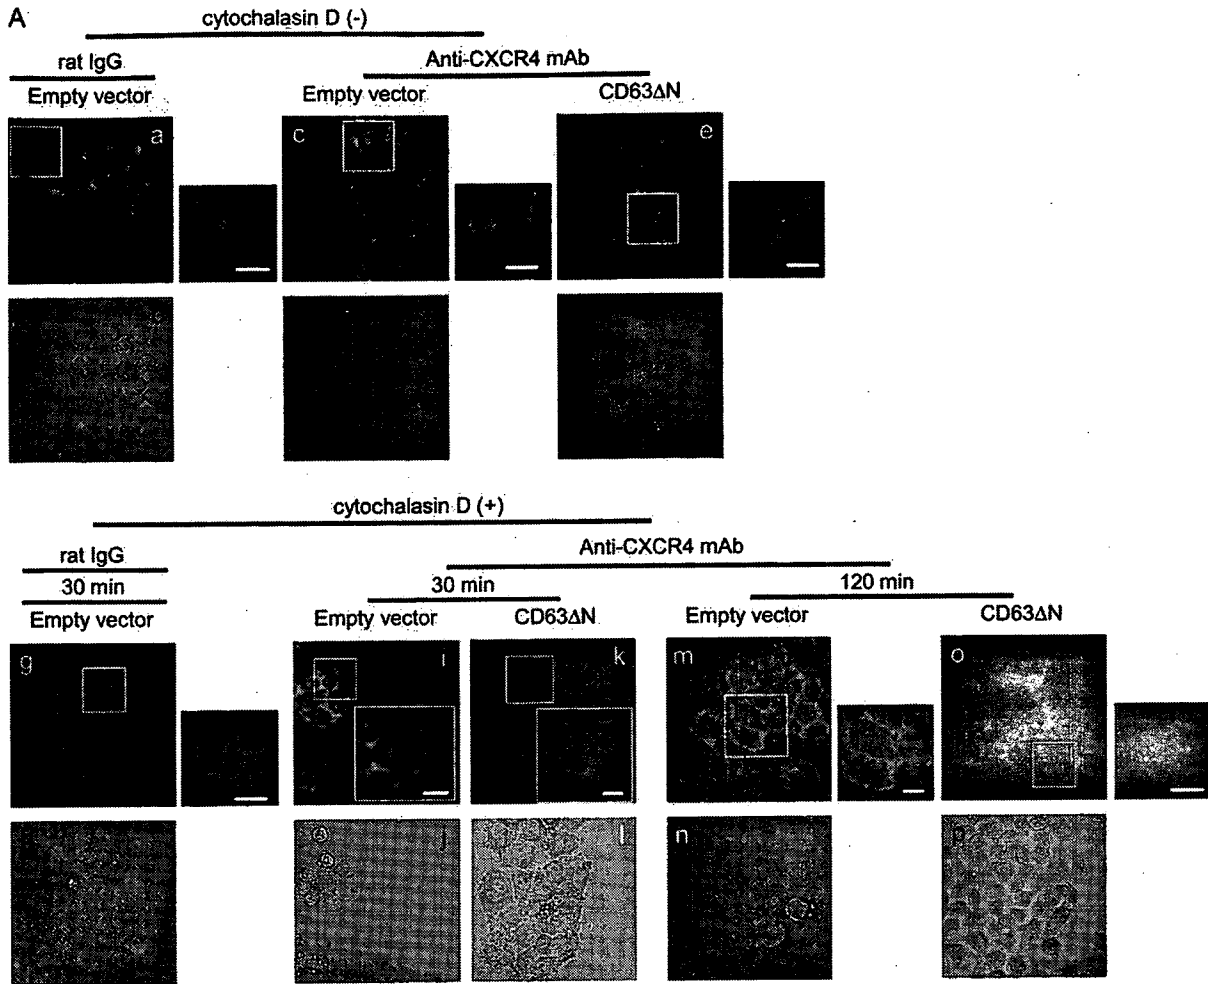 A
cytochalasin D (-)
rat IgG
Anti-CXCR4 mAb
Empty vector
Empty vector
CD63ΔN
a
c
e
cytochalasin D (+)
rat IgG
Anti-CXCR4 mAb
30 min
30 min
120 min
Empty vector
Empty vector
CD63ΔN
Empty vector
CD63ΔN
g
i
k
m
o
j
l
n
p